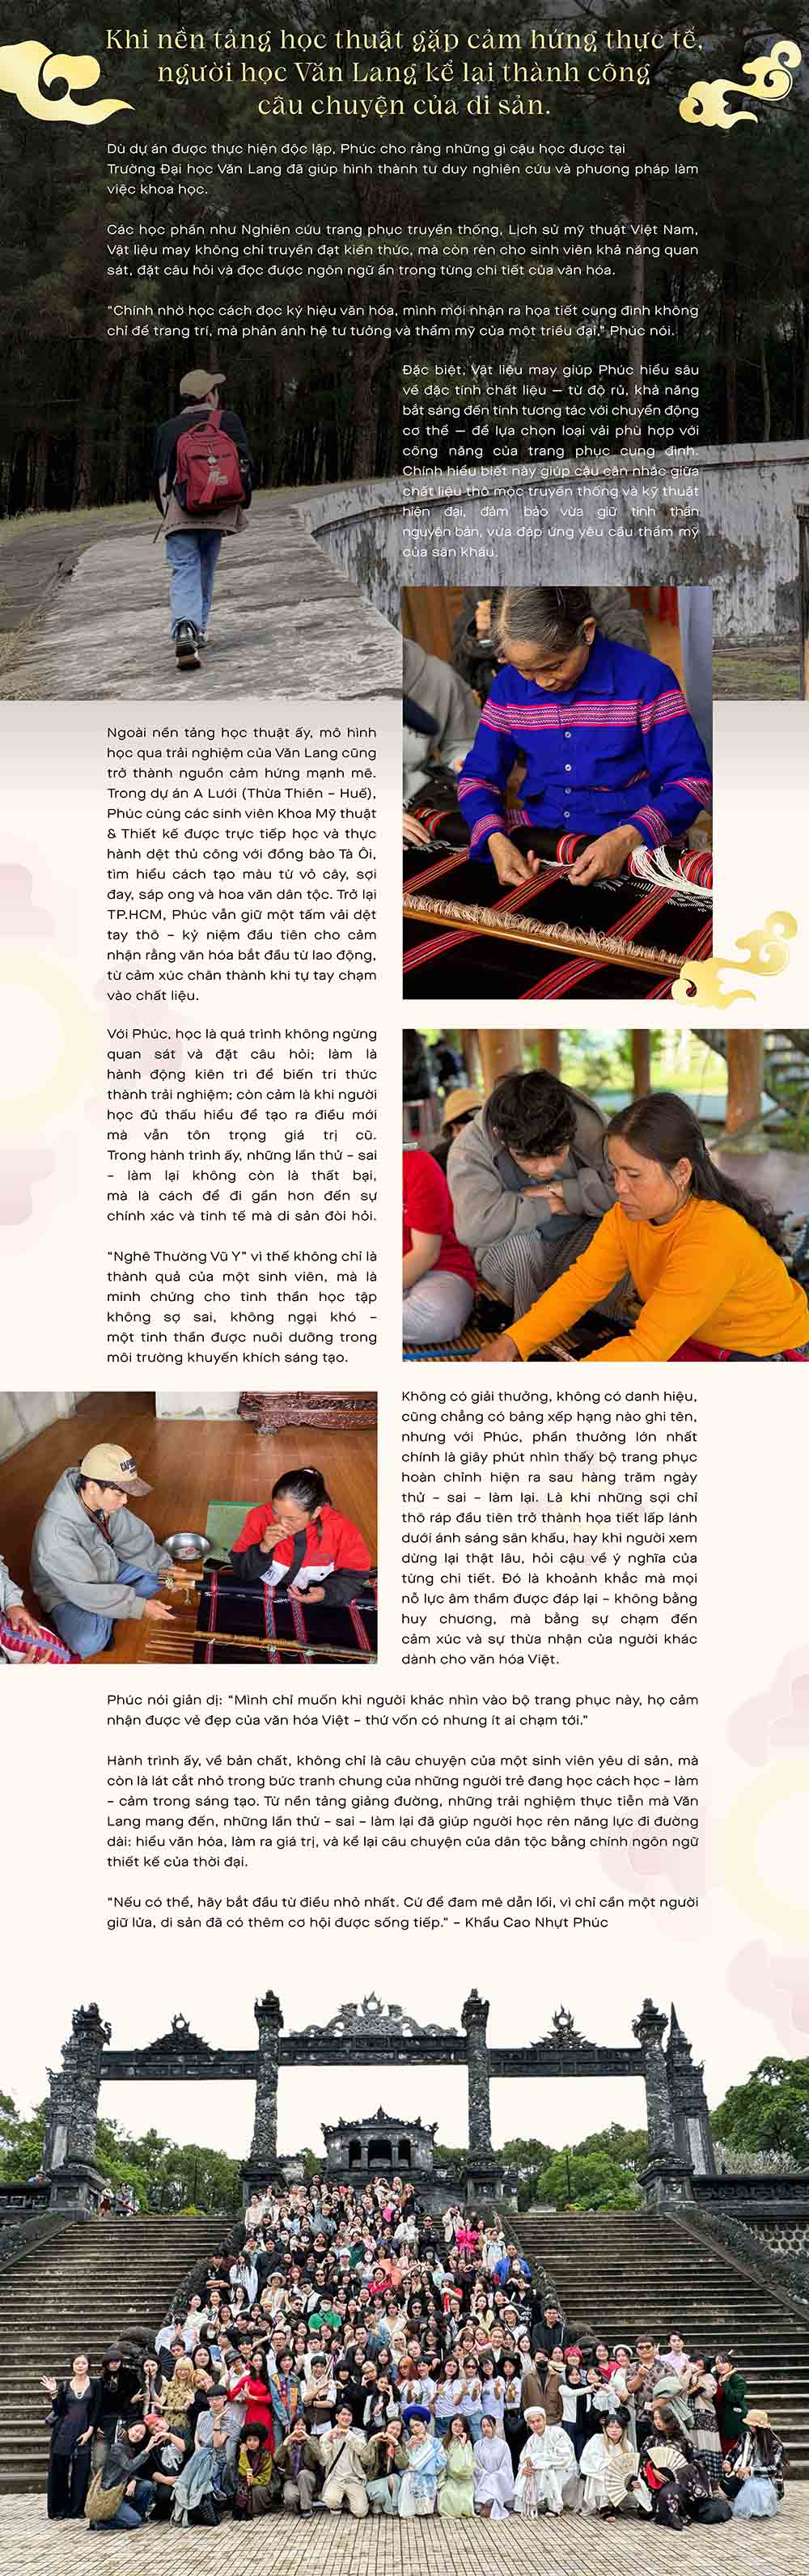 Khi nền tảng học thuật gặp cảm hứng thực tế,
người học Văn Lang kể lại thành công
câu chuyện của di sản.
Dù dự án được thực hiện độc lập, Phúc cho rằng những gì cậu học được tại
Trường Đại học Văn Lang đã giúp hình thành tư duy nghiên cứu và phương pháp làm
việc khoa học.
Các học phần như Nghiên cứu trang phục truyền thống, Lịch sử mỹ thuật Việt Nam,
Vật liệu may không chỉ truyền đạt kiến thức, mà còn rèn cho sinh viên khả năng quan
sát, đặt câu hỏi và đọc được ngôn ngữ ẩn trong từng chi tiết của văn hóa.
“Chính nhờ học cách đọc ký hiệu văn hóa, mình mới nhận ra họa tiết cung đình không
chỉ để trang trí, mà phản ánh hệ tư tưởng và thẩm mỹ của một triều đại,” Phúc nói.
Đặc biệt, Vật liệu may giúp Phúc hiểu sâu
về đặc tính chất liệu — từ độ rủ, khả năng
bắt sáng đến tính tương tác với chuyển động
cơ thể — để lựa chọn loại vải phù hợp với
công năng của trang phục cung đình.
Chính hiểu biết này giúp cậu cân nhắc giữa
chất liệu thô mộc truyền thống và kỹ thuật
hiện đại, đảm bảo vừa giữ tinh thần
nguyên bản, vừa đáp ứng yêu cầu thẩm mỹ
của sân khấu.
Ngoài nền tảng học thuật ấy, mô hình
học qua trải nghiệm của Văn Lang cũng
trở thành nguồn cảm hứng mạnh mẽ.
Trong dự án A Lưới (Thừa Thiên – Huế),
Phúc cùng các sinh viên Khoa Mỹ thuật
& Thiết kế được trực tiếp học và thực
hành dệt thủ công với đồng bào Tà Ôi,
tìm hiểu cách tạo màu từ vỏ cây, sợi
đay, sáp ong và hoa văn dân tộc. Trở lại
TP.HCM, Phúc vẫn giữ một tấm vải dệt
tay thô – kỷ niệm đầu tiên cho cảm
nhận rằng văn hóa bắt đầu từ lao động,
từ cảm xúc chân thành khi tự tay chạm
vào chất liệu.
Với Phúc, học là quá trình không ngừng
quan sát và đặt câu hỏi; làm là
hành động kiên trì để biến tri thức
thành trải nghiệm; còn cảm là khi người
học đủ thấu hiểu để tạo ra điều mới
mà vẫn tôn trọng giá trị cũ.
Trong hành trình ấy, những lần thử – sai
– làm lại không còn là thất bại,
mà là cách để đi gần hơn đến sự
chính xác và tinh tế mà di sản đòi hỏi.
“Nghê Thường Vũ Y” vì thế không chỉ là
thành quả của một sinh viên, mà là
minh chứng cho tinh thần học tập
không sợ sai, không ngại khó –
một tinh thần được nuôi dưỡng trong
môi trường khuyến khích sáng tạo.
Không có giải thưởng, không có danh hiệu,
cũng chẳng có bảng xếp hạng nào ghi tên,
nhưng với Phúc, phần thưởng lớn nhất
chính là giây phút nhìn thấy bộ trang phục
hoàn chỉnh hiện ra sau hàng trăm ngày
thử – sai – làm lại. Là khi những sợi chỉ
thô ráp đầu tiên trở thành họa tiết lấp lánh
dưới ánh sáng sân khấu, hay khi người xem
dừng lại thật lâu, hỏi cậu về ý nghĩa của
từng chi tiết. Đó là khoảnh khắc mà mọi
nỗ lực âm thầm được đáp lại – không bằng
huy chương, mà bằng sự chạm đến
cảm xúc và sự thừa nhận của người khác
dành cho văn hóa Việt.
Phúc nói giản dị: “Mình chỉ muốn khi người khác nhìn vào bộ trang phục này, họ cảm
nhận được vẻ đẹp của văn hóa Việt – thứ vốn có nhưng ít ai chạm tới.”
Hành trình ấy, về bản chất, không chỉ là câu chuyện của một sinh viên yêu di sản, mà
còn là lát cắt nhỏ trong bức tranh chung của những người trẻ đang học cách học – làm
– cảm trong sáng tạo. Từ nền tảng giảng đường, những trải nghiệm thực tiễn mà Văn
Lang mang đến, những lần thử – sai – làm lại đã giúp người học rèn năng lực đi đường
dài: hiểu văn hóa, làm ra giá trị, và kể lại câu chuyện của dân tộc bằng chính ngôn ngữ
thiết kế của thời đại.
“Nếu có thể, hãy bắt đầu từ điều nhỏ nhất. Cứ để đam mê dẫn lối, vì chỉ cần một người
giữ lửa, di sản đã có thêm cơ hội được sống tiếp.” – Khấu Cao Nhựt Phúc